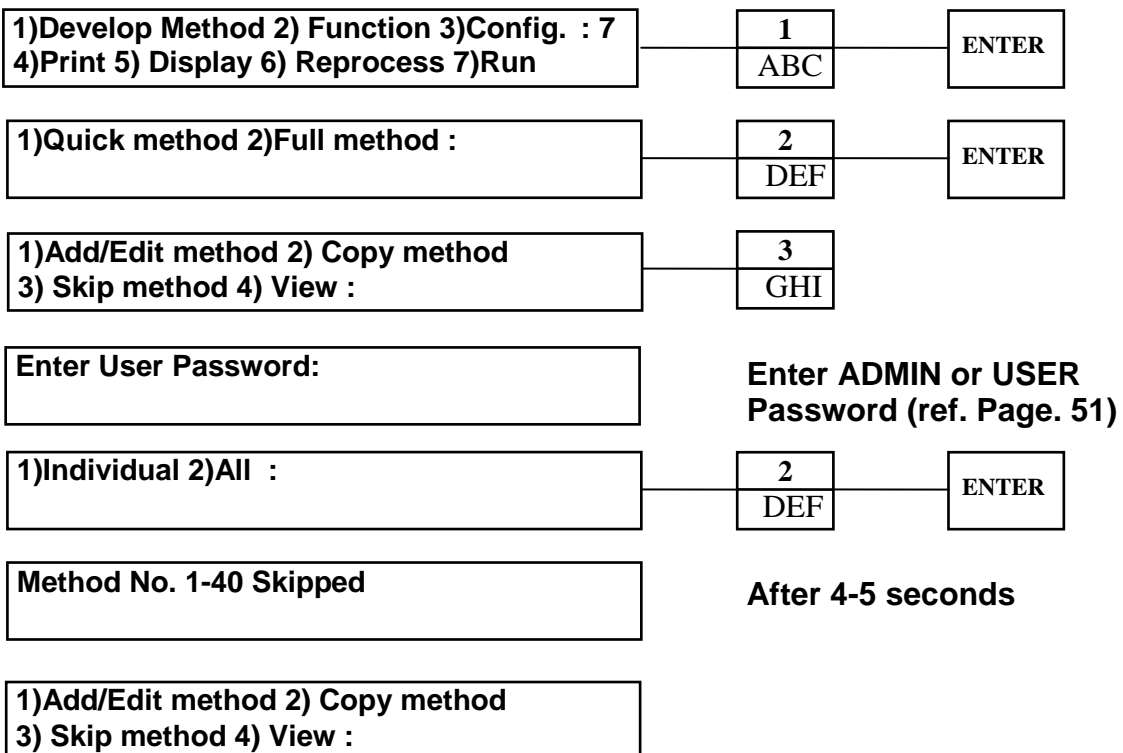 1)Develop Method 2) Function 3)Config. : 7
4)Print 5) Display 6) Reprocess 7)Run
1
ABC
ENTER
1)Quick method 2)Full method :
2
DEF
ENTER
1)Add/Edit method 2) Copy method
3) Skip method 4) View :
3
GHI
Enter User Password:
Enter ADMIN or USER
Password (ref. Page. 51)
1)Individual 2)All :
2
DEF
ENTER
Method No. 1-40 Skipped
After 4-5 seconds
1)Add/Edit method 2) Copy method
3) Skip method 4) View :